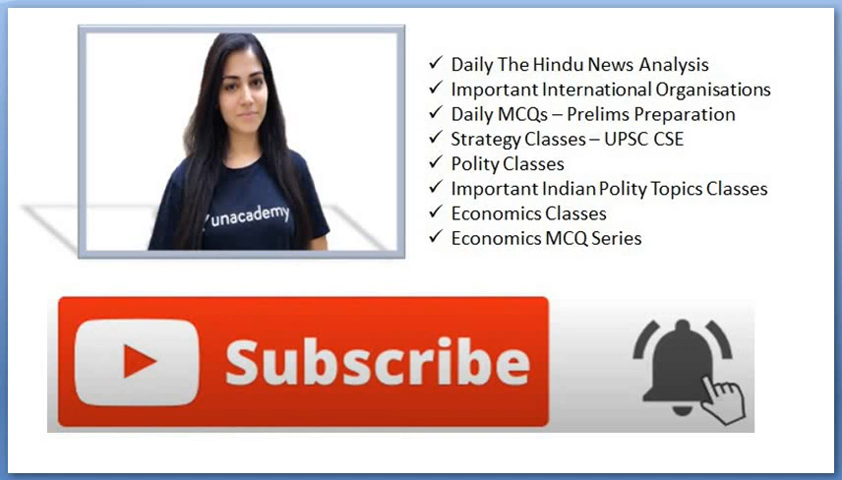 unacademy
Daily The Hindu News Analysis
Important International Organisations
Daily MCQs – Prelims Preparation
Strategy Classes – UPSC CSE
Polity Classes
Important Indian Polity Topics Classes
Economics Classes
Economics MCQ Series
Subscribe